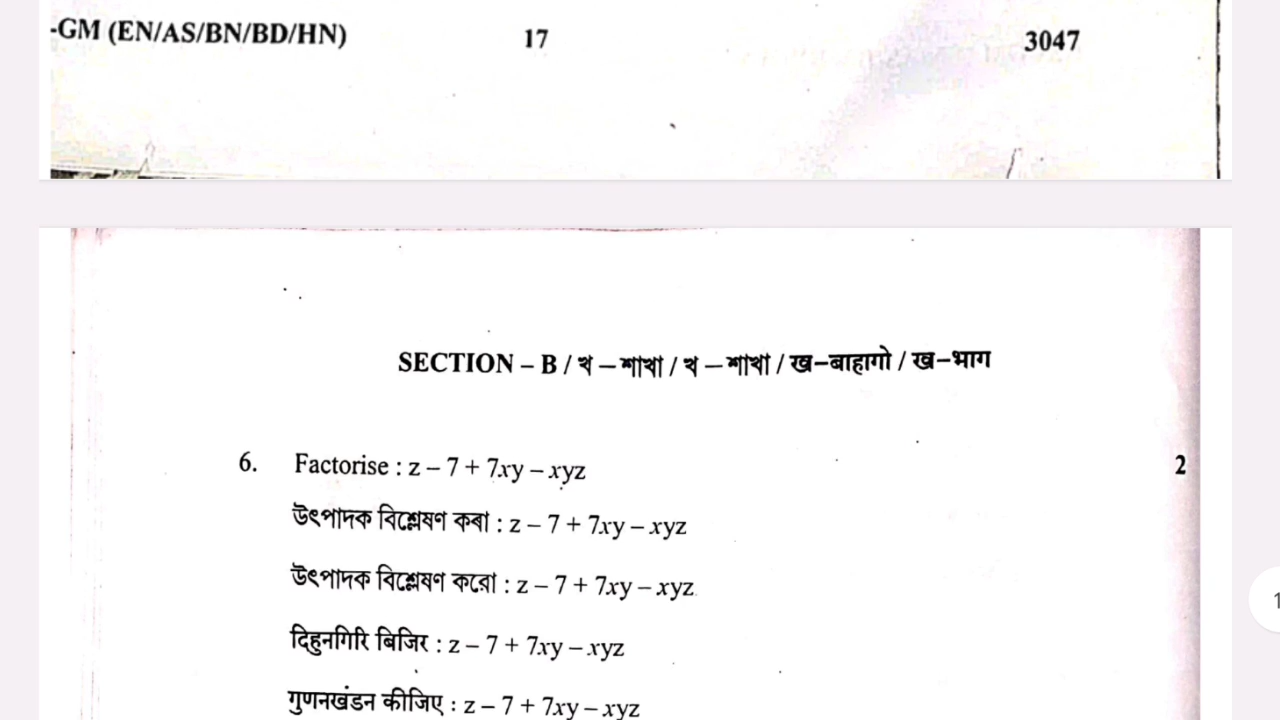 -GM (EN/AS/BN/BD/HN) 17 3047
SECTION – B / খ – শাখা / খ – শাখা / ख–बाहागो / ख–भाग
6. Factorise : z – 7 + 7xy – xyz 2
উৎপাদক বিশ্লেষণ কৰা : z – 7 + 7xy – xyz
উৎপাদক বিশ্লেষণ করো : z – 7 + 7xy – xyz
दिहुनगिरि बिजिर : z – 7 + 7xy – xyz
गुणनखंडन कीजिए : z – 7 + 7xy – xyz
1